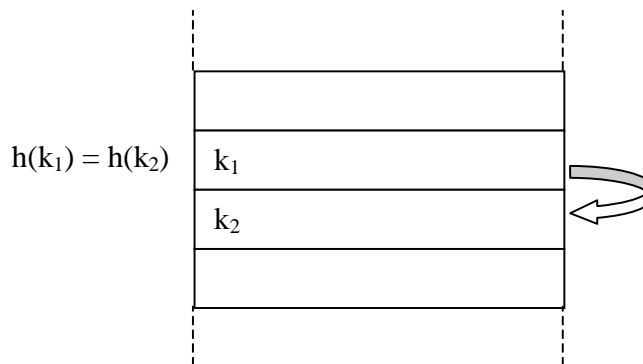 h(k₁) = h(k₂) k₁
k₂